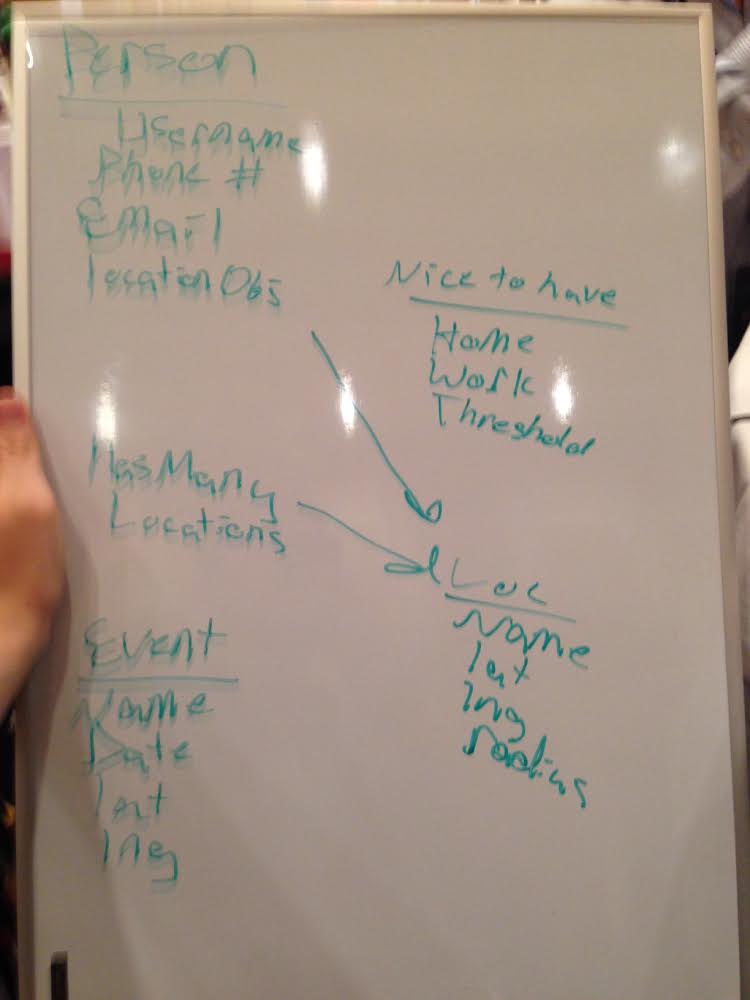 Person
Username
Phone #
Email
locationObj
Nice to have
Home
Work
Threshold
HasMany
Locations
Loc
Name
lat
lng
radius
Event
Name
Date
lat
lng